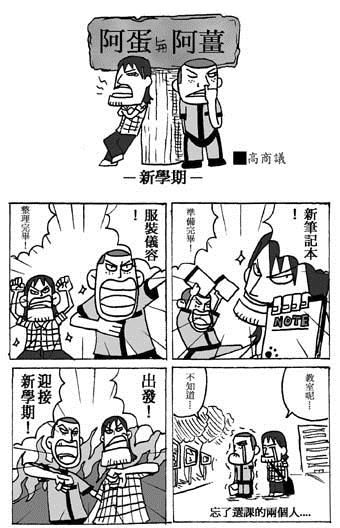 阿蛋與阿薑
■高商議
－新學期－
新筆記本！
準備完畢！
NOTE
服裝儀容！
整理完畢！
出發！
迎接新學期！
教室呢…
不知道…
忘了選課的兩個人....